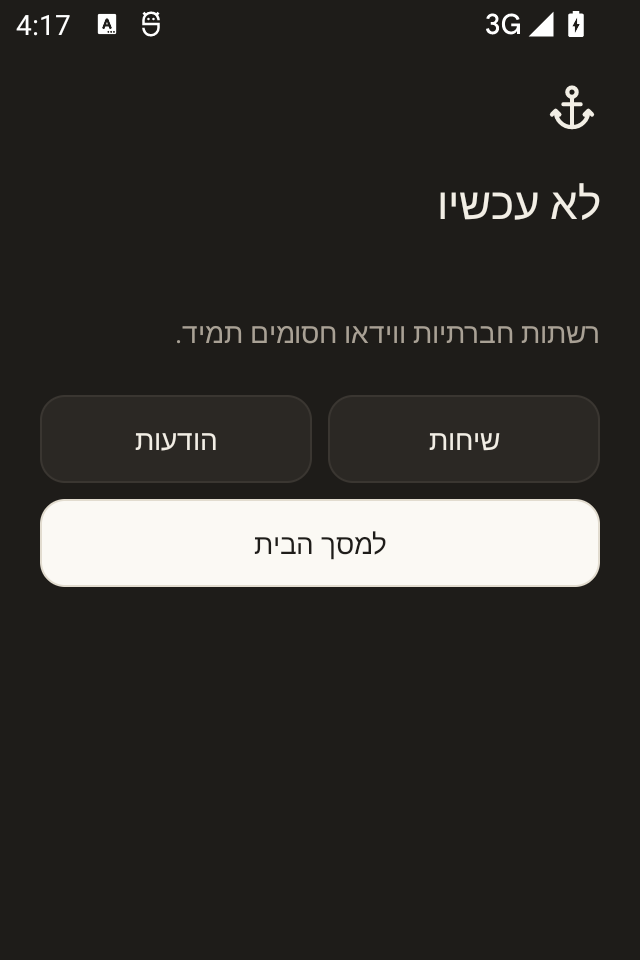 4:17
3G
לא עכשיו
רשתות חברתיות ווידאו חסומים תמיד.
שיחות
הודעות
למסך הבית